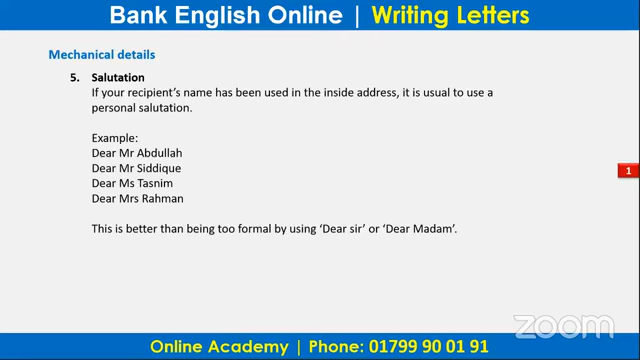 Bank English Online | Writing Letters
Mechanical details
5. Salutation
If your recipient's name has been used in the inside address, it is usual to use a
personal salutation.
Example:
Dear Mr Abdullah
Dear Mr Siddique
Dear Ms Tasnim
Dear Mrs Rahman
This is better than being too formal by using 'Dear sir' or 'Dear Madam'.
1
zoom
Online Academy | Phone: 01799 90 01 91